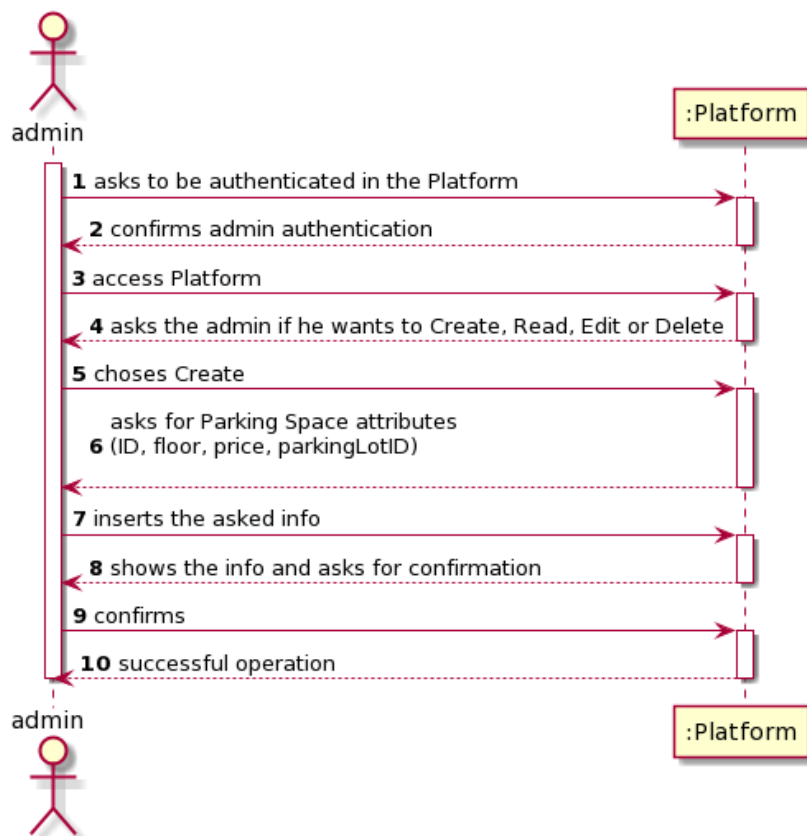 admin
:Platform
1 asks to be authenticated in the Platform
2 confirms admin authentication
3 access Platform
4 asks the admin if he wants to Create, Read, Edit or Delete
5 choses Create
asks for Parking Space attributes
6 (ID, floor, price, parkingLotID)
7 inserts the asked info
8 shows the info and asks for confirmation
9 confirms
10 successful operation
admin
:Platform